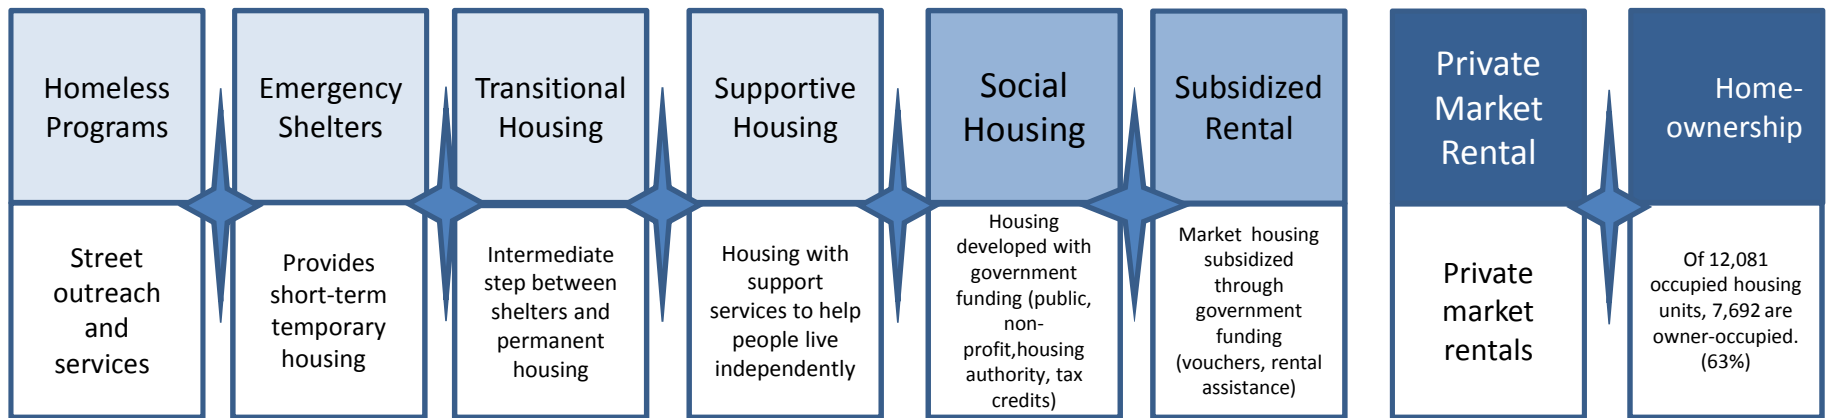 Homeless
Programs
Street
outreach
and
services
Emergency
Shelters
Provides
short-term
temporary
housing
Transitional
Housing
Intermediate
step between
shelters and
permanent
housing
Supportive
Housing
Housing with
support
services to help
people live
independently
Social
Housing
Housing
developed with
government
funding (public,
non-
profit,housing
authority, tax
credits)
Subsidized
Rental
Market housing
subsidized
through
government
funding
(vouchers, rental
assistance)
Private
Market
Rental
Private
market
rentals
Home-
ownership
Of 12,081
occupied housing
units, 7,692 are
owner-occupied.
(63%)